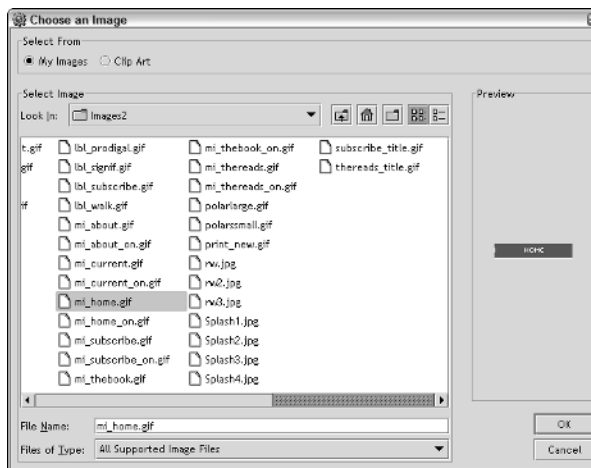 Choose an Image
Select From
My Images Clip Art
Select Image
Look In: Images2
t.gif
gif
if
lbl_prodigal.gif
lbl_signif.gif
lbl_subscribe.gif
lbl_walk.gif
mi_about.gif
mi_about_on.gif
mi_current.gif
mi_current_on.gif
mi_home.gif
mi_home_on.gif
mi_subscribe.gif
mi_subscribe_on.gif
mi_thebook.gif
mi_thebook_on.gif
mi_thereads.gif
mi_thereads_on.gif
polarlarge.gif
polarssmall.gif
print_new.gif
rw.jpg
rw2.jpg
rw3.jpg
Splash1.jpg
Splash2.jpg
Splash3.jpg
Splash4.jpg
subscribe_title.gif
thereads_title.gif
Preview
HOME
File Name: mi_home.gif
Files of Type: All Supported Image Files
OK
Cancel